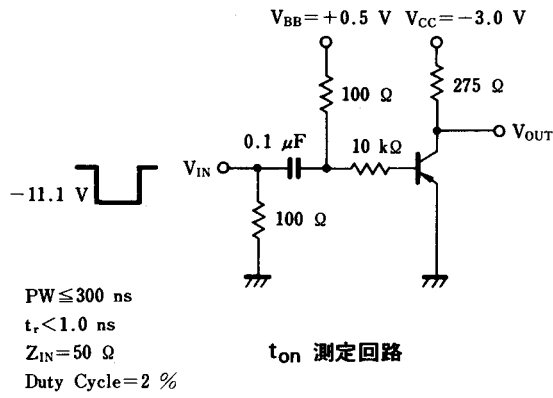 V_BB=+0.5 V V_CC=−3.0 V
100 Ω
275 Ω
0.1 μF
10 kΩ
V_OUT
V_IN
−11.1 V
100 Ω
PW≦300 ns
t_r<1.0 ns
Z_IN=50 Ω
Duty Cycle=2 %
t_on 測定回路